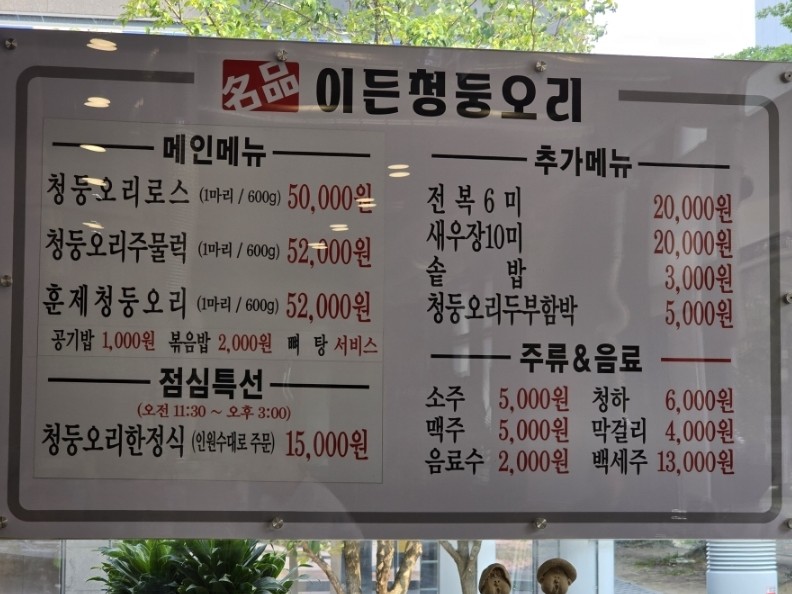 名品 이든청둥오리
메인메뉴
청둥오리로스 (1마리 / 600g) 50,000원
청둥오리주물럭 (1마리 / 600g) 52,000원
훈제청둥오리 (1마리 / 600g) 52,000원
공기밥 1,000원 볶음밥 2,000원 뼈 탕 서비스
점심특선
(오전 11:30 ~ 오후 3:00)
청둥오리한정식 (인원수대로 주문) 15,000원
추가메뉴
전 복 6 미 20,000원
새우장10미 20,000원
솥 밥 3,000원
청둥오리두부함박 5,000원
주류&음료
소주 5,000원 청하 6,000원
맥주 5,000원 막걸리 4,000원
음료수 2,000원 백세주 13,000원